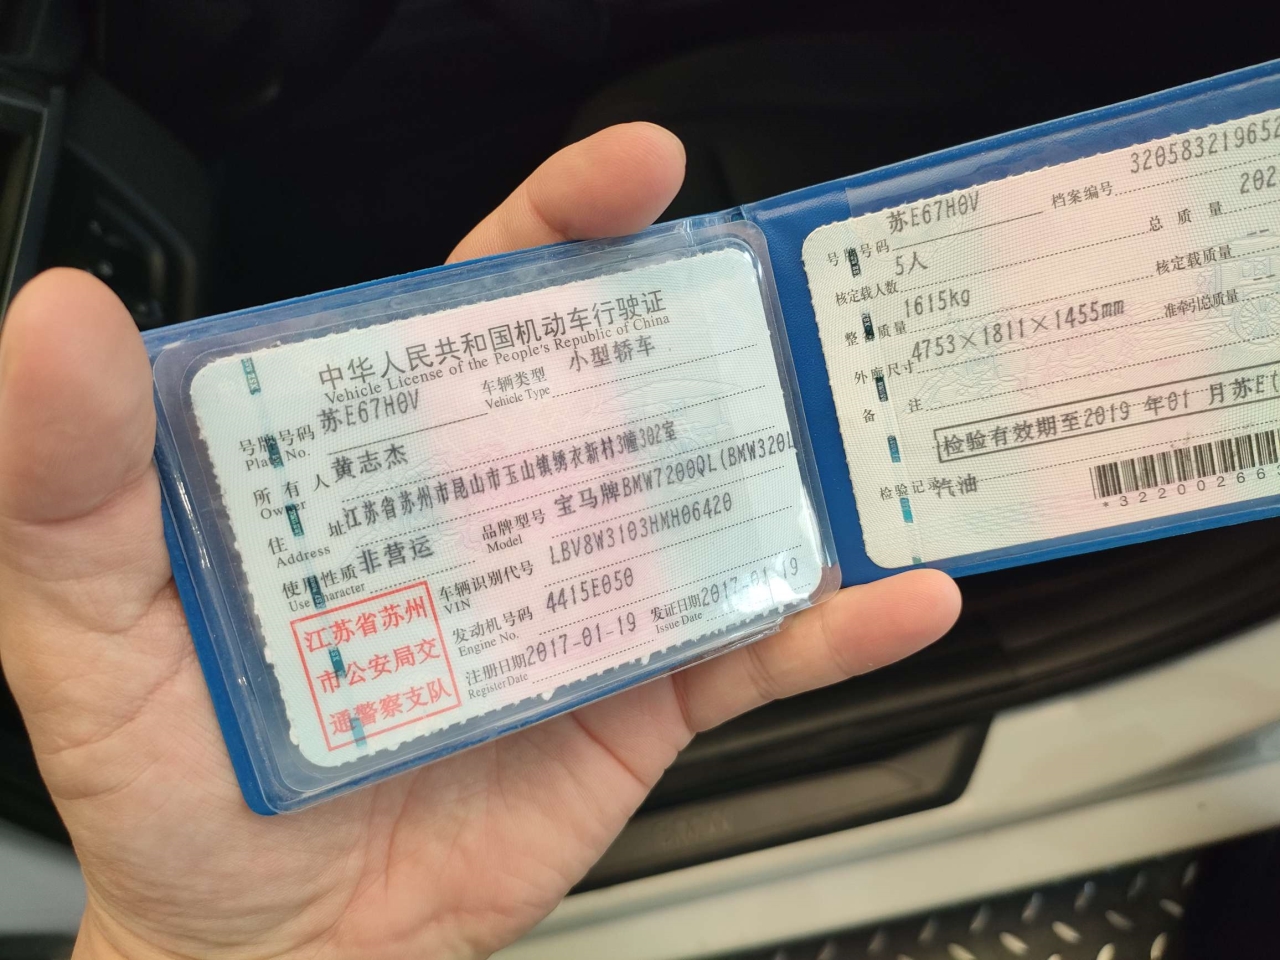 中华人民共和国机动车行驶证
Vehicle License of the People's Republic of China
号牌号码 苏E67H0V 车辆类型 小型轿车
Plate No. Vehicle Type
所有人 黄志杰
Owner
住址 江苏省苏州市昆山市玉山镇绣衣新村3幢302室
Address
使用性质 非营运 品牌型号 宝马牌BMW7200QL(BMW320L
Use Character Model
车辆识别代号 LBV8W3103HMH06420
VIN
发动机号码 4415E050
Engine No.
注册日期 2017-01-19 发证日期 2017-01-19
Register Date Issue Date
江苏省苏州
市公安局交
通警察支队
号牌号码 苏E67H0V 档案编号 320583219652
核定载人数 5人 总质量 202
整备质量 1615kg 核定载质量 --
外廓尺寸 4753×1811×1455mm 准牵引总质量
备注
检验有效期至2019年01月苏E(
检验记录 汽油
*32200266